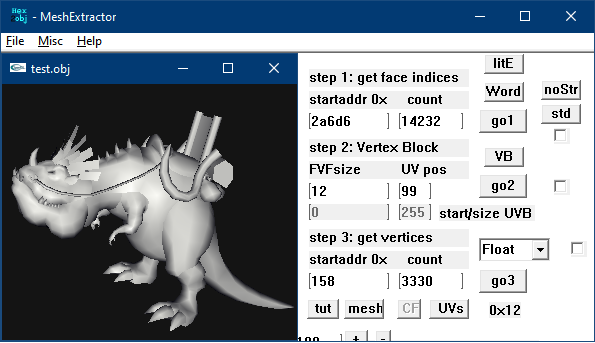 Hex
2obj - MeshExtractor
File Misc Help
test.obj
litE
step 1: get face indices
startaddr 0x count
Word
noStr
2a6d6 14232
go1
std
step 2: Vertex Block
FVFsize UV pos
VB
12 99
go2
0 255 start/size UVB
step 3: get vertices
Float
startaddr 0x count
158 3330
go3
tut mesh CF UVs 0x12
+ -